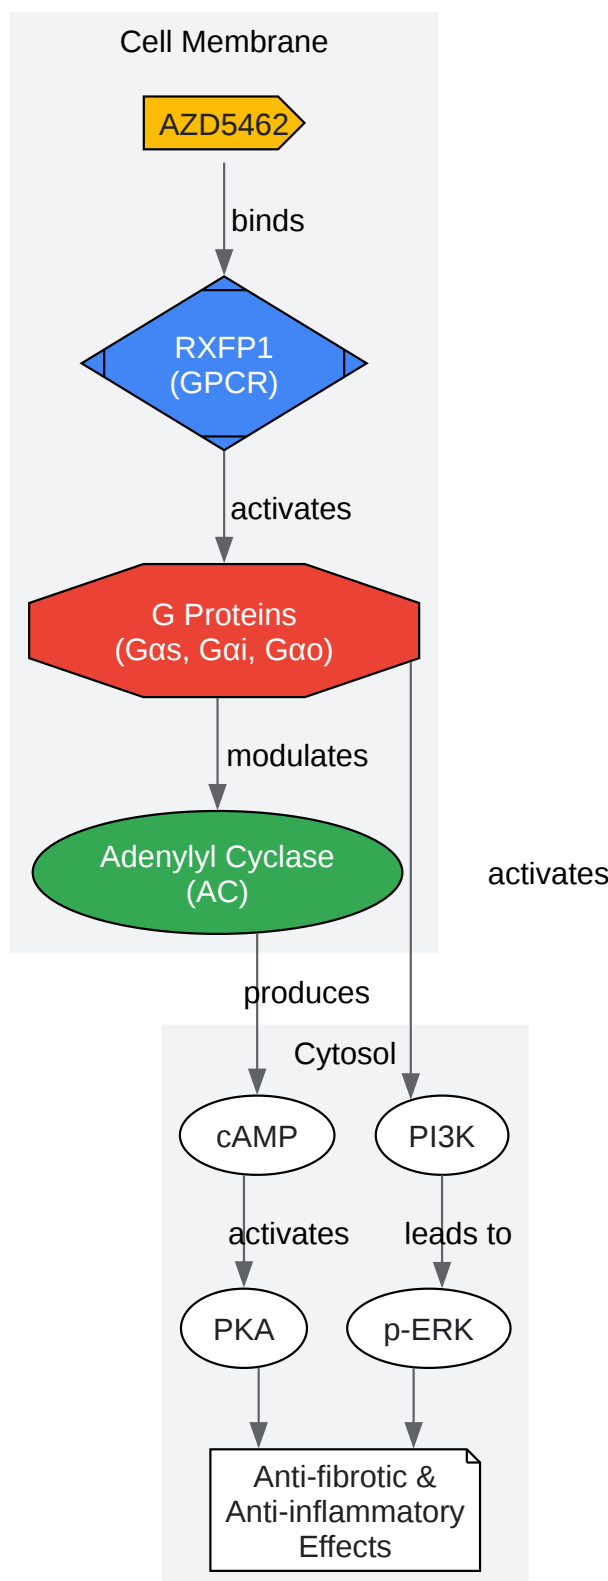 Cell Membrane
AZD5462
binds
RXFP1
(GPCR)
activates
G Proteins
(Gαs, Gαi, Gαo)
modulates
Adenylyl Cyclase
(AC)
activates
produces
Cytosol
cAMP
PI3K
activates
leads to
PKA
p-ERK
Anti-fibrotic &
Anti-inflammatory
Effects